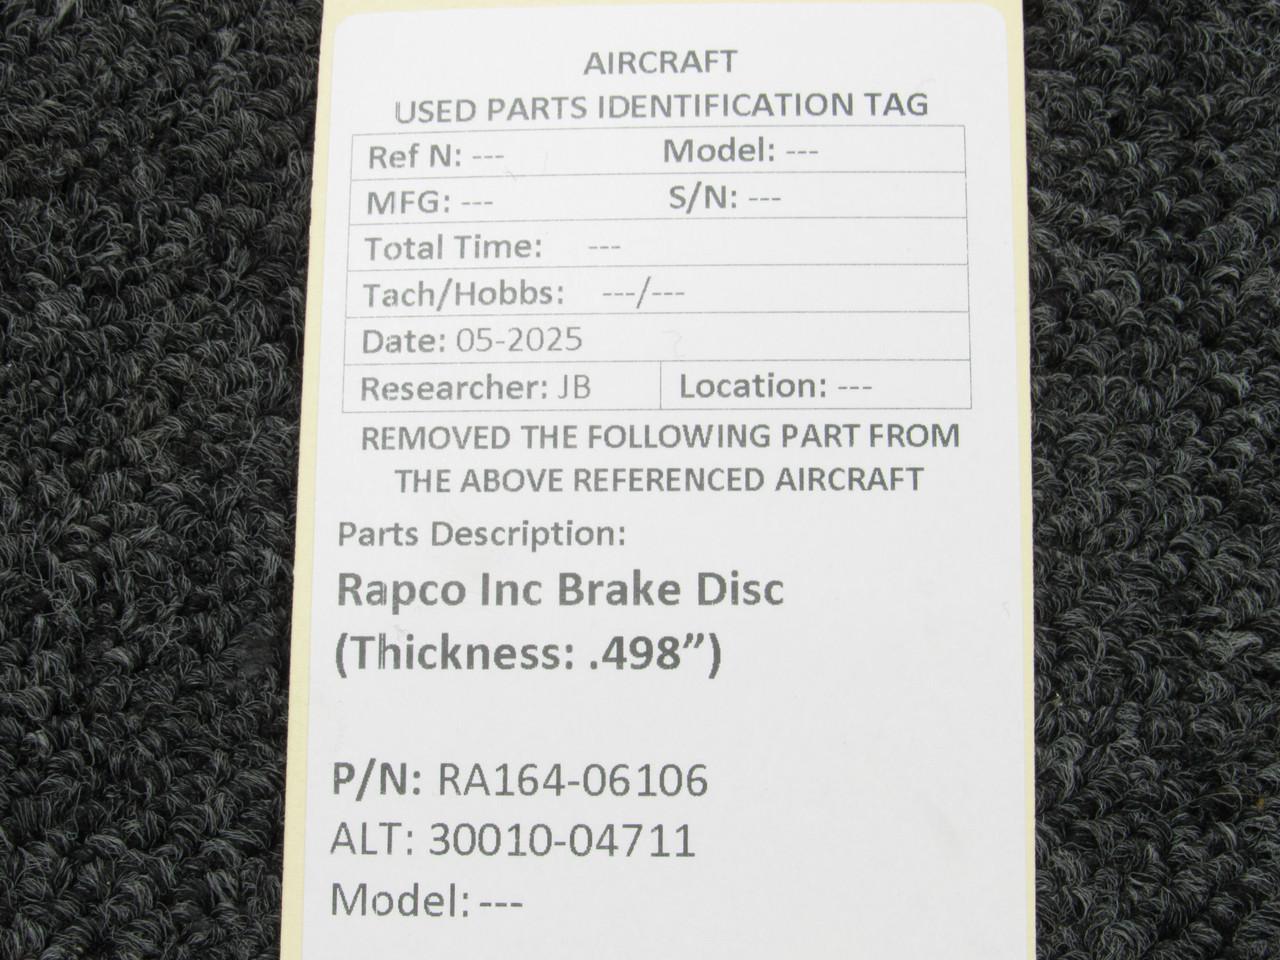 AIRCRAFT
USED PARTS IDENTIFICATION TAG
Ref N: --- Model: ---
MFG: --- S/N: ---
Total Time: ---
Tach/Hobbs: ---/---
Date: 05-2025
Researcher: JB Location: ---
REMOVED THE FOLLOWING PART FROM
THE ABOVE REFERENCED AIRCRAFT
Parts Description:
Rapco Inc Brake Disc
(Thickness: .498”)
P/N: RA164-06106
ALT: 30010-04711
Model: ---